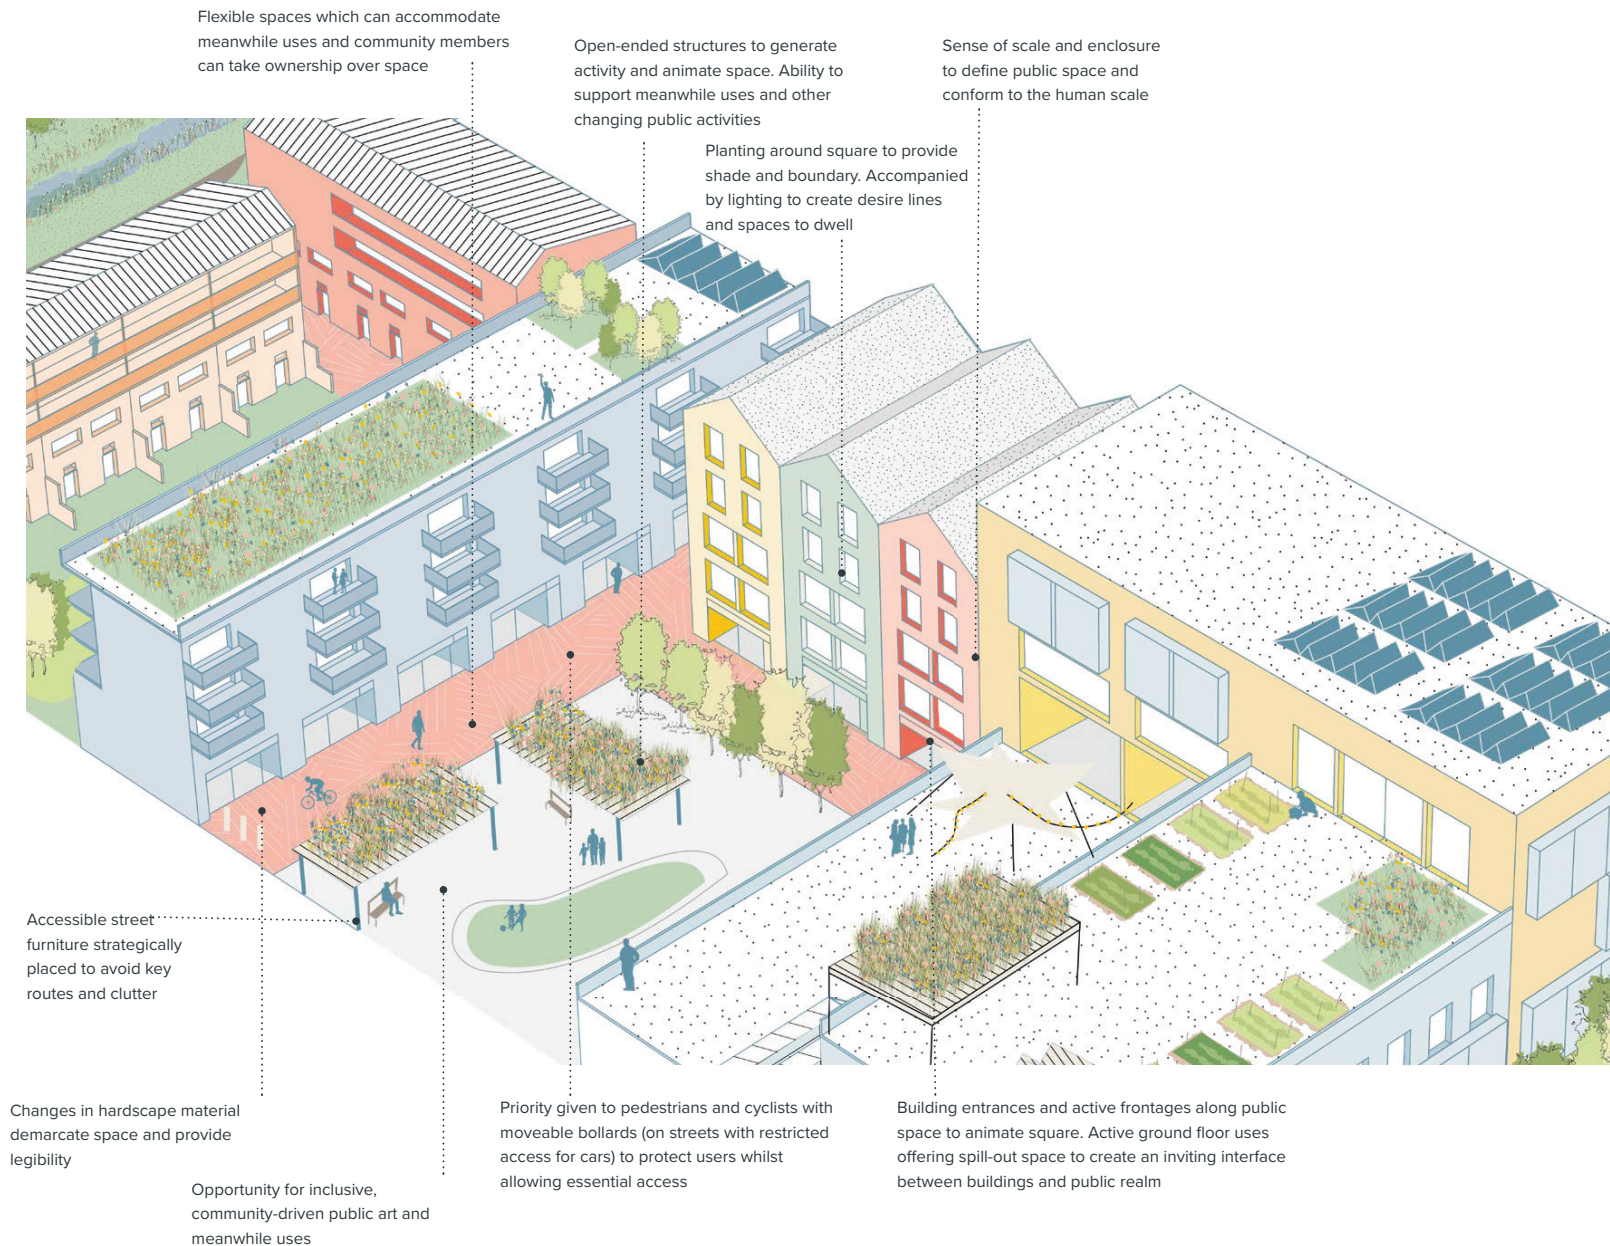 Flexible spaces which can accommodate
meanwhile uses and community members
can take ownership over space
Open-ended structures to generate
activity and animate space. Ability to
support meanwhile uses and other
changing public activities
Sense of scale and enclosure
to define public space and
conform to the human scale
Planting around square to provide
shade and boundary. Accompanied
by lighting to create desire lines
and spaces to dwell
Accessible street
furniture strategically
placed to avoid key
routes and clutter
Changes in hardscape material
demarcate space and provide
legibility
Opportunity for inclusive,
community-driven public art and
meanwhile uses
Priority given to pedestrians and cyclists with
moveable bollards (on streets with restricted
access for cars) to protect users whilst
allowing essential access
Building entrances and active frontages along public
space to animate square. Active ground floor uses
offering spill-out space to create an inviting interface
between buildings and public realm